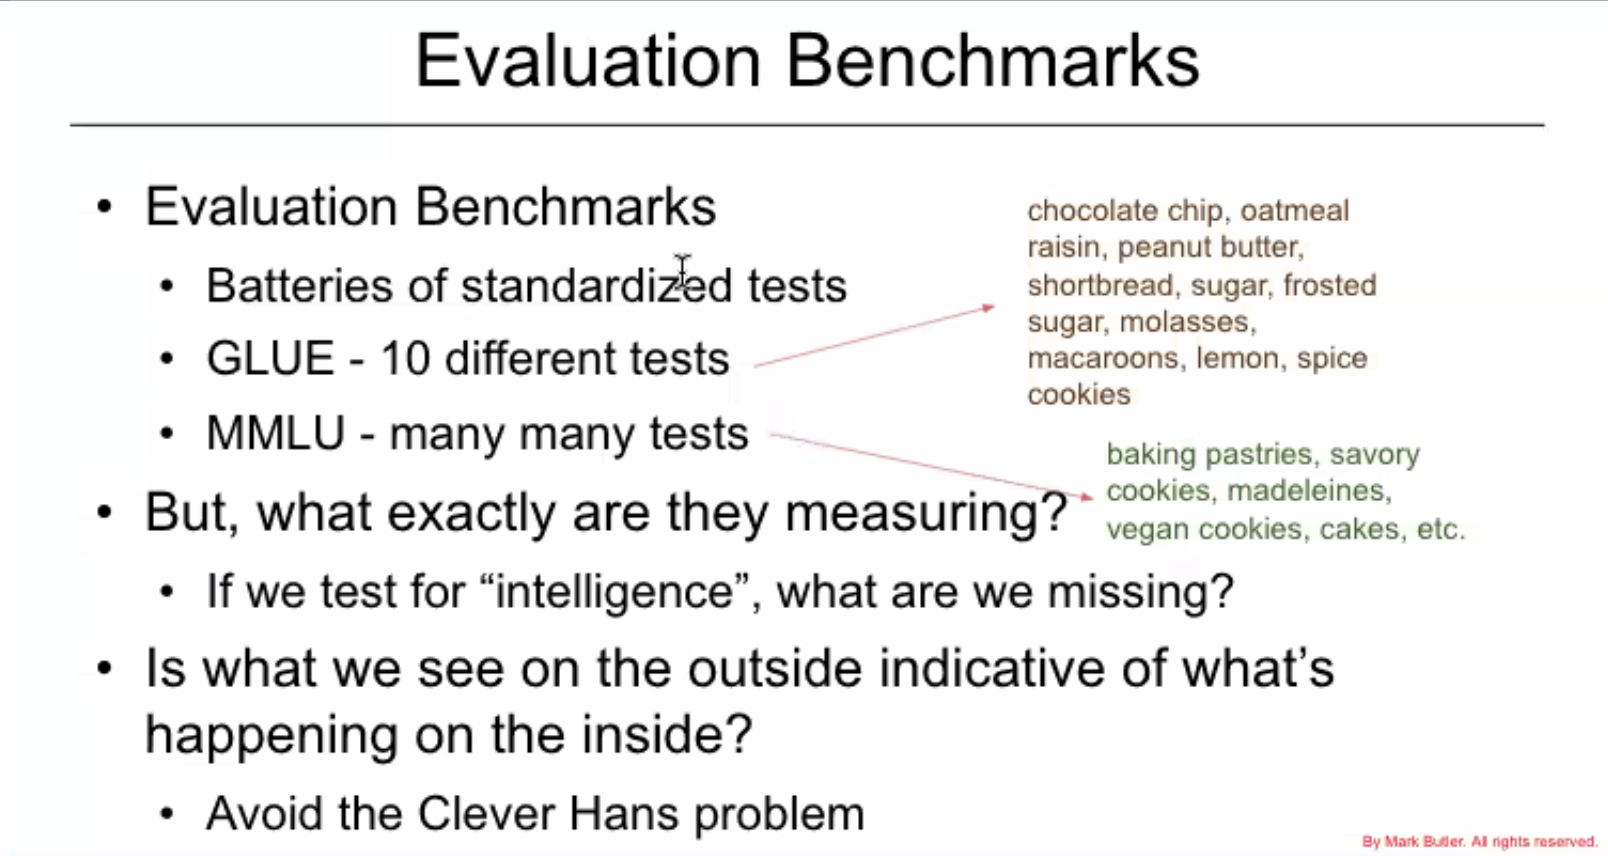 Evaluation Benchmarks
• Evaluation Benchmarks
• Batteries of standardized tests
• GLUE - 10 different tests
• MMLU - many many tests
• But, what exactly are they measuring?
• If we test for “intelligence”, what are we missing?
• Is what we see on the outside indicative of what’s
happening on the inside?
• Avoid the Clever Hans problem
chocolate chip, oatmeal
raisin, peanut butter,
shortbread, sugar, frosted
sugar, molasses,
macaroons, lemon, spice
cookies
baking pastries, savory
cookies, madeleines,
vegan cookies, cakes, etc.
By Mark Butler. All rights reserved.